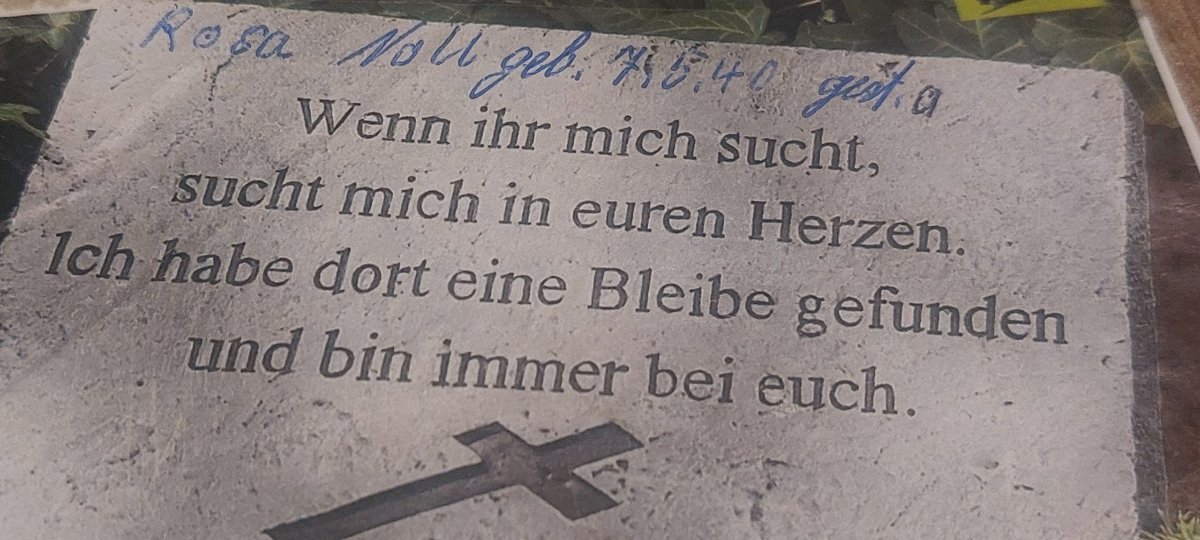 Rosa Noll geb. 7.5.40 gest. a
Wenn ihr mich sucht,
sucht mich in euren Herzen.
Ich habe dort eine Bleibe gefunden
und bin immer bei euch.